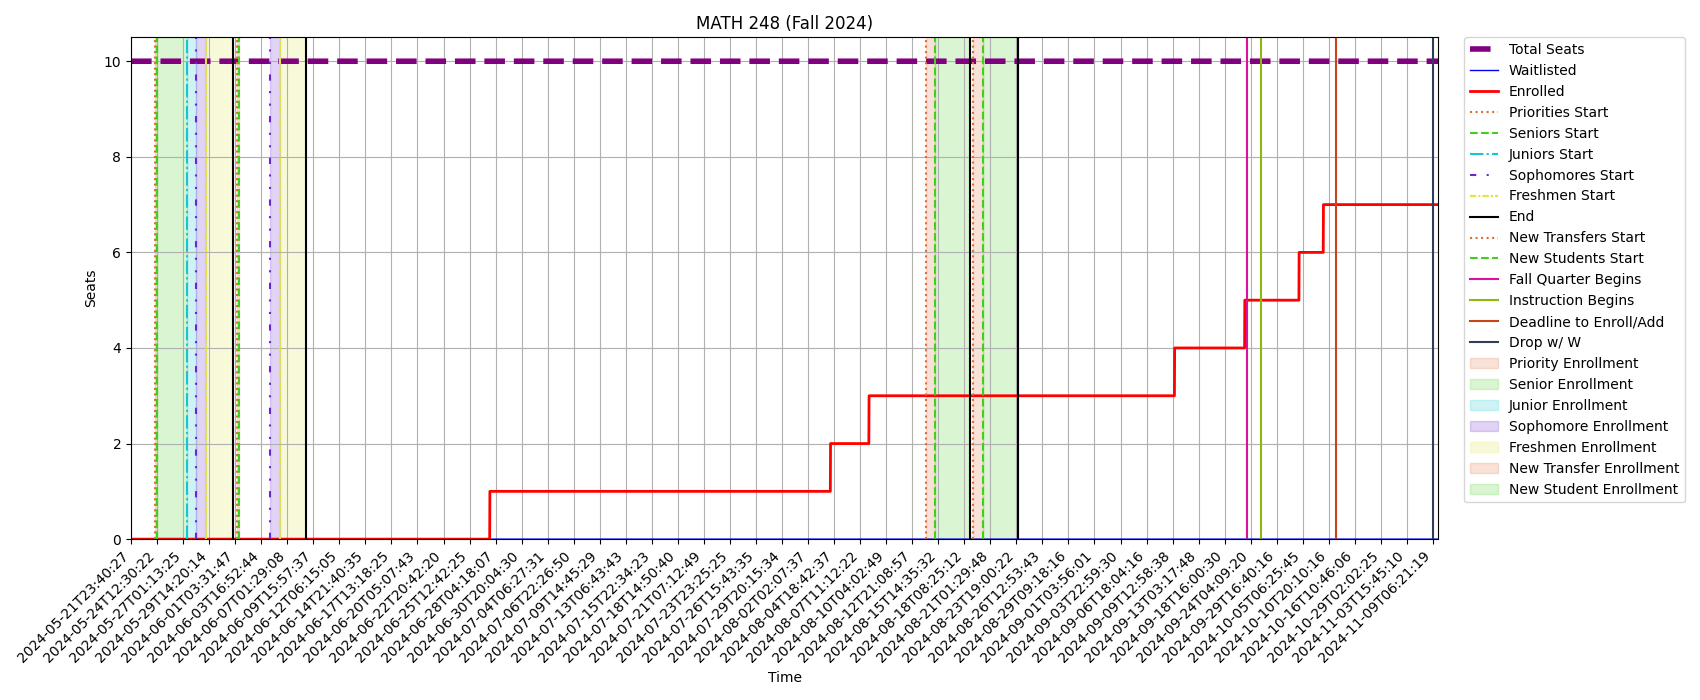 MATH 248 (Fall 2024)
Seats
10
8
6
4
2
0
2024-05-21T23:40:27
2024-05-24T12:30:22
2024-05-27T01:13:25
2024-05-29T14:20:14
2024-06-01T03:31:47
2024-06-03T16:52:44
2024-06-07T01:29:08
2024-06-09T15:57:37
2024-06-12T06:15:05
2024-06-14T21:40:35
2024-06-17T13:18:25
2024-06-20T05:07:43
2024-06-22T20:42:20
2024-06-25T12:42:25
2024-06-28T04:18:07
2024-06-30T20:04:30
2024-07-04T06:27:31
2024-07-06T22:26:50
2024-07-09T14:45:29
2024-07-13T06:43:43
2024-07-15T22:34:23
2024-07-18T14:50:40
2024-07-21T07:12:49
2024-07-23T23:25:25
2024-07-26T15:43:35
2024-07-29T20:15:34
2024-08-02T02:07:37
2024-08-04T18:42:37
2024-08-07T11:12:22
2024-08-10T04:02:49
2024-08-12T21:08:57
2024-08-15T14:35:32
2024-08-18T08:25:12
2024-08-21T01:29:48
2024-08-23T19:00:22
2024-08-26T12:53:43
2024-08-29T09:18:16
2024-09-01T03:56:01
2024-09-03T22:59:30
2024-09-06T18:04:16
2024-09-09T12:58:38
2024-09-13T03:17:48
2024-09-18T16:00:30
2024-09-24T04:09:20
2024-09-29T16:40:16
2024-10-05T06:25:45
2024-10-10T20:10:16
2024-10-16T10:46:06
2024-10-29T02:02:25
2024-11-03T15:45:10
2024-11-09T06:21:19
Time
Total Seats
Waitlisted
Enrolled
Priorities Start
Seniors Start
Juniors Start
Sophomores Start
Freshmen Start
End
New Transfers Start
New Students Start
Fall Quarter Begins
Instruction Begins
Deadline to Enroll/Add
Drop w/ W
Priority Enrollment
Senior Enrollment
Junior Enrollment
Sophomore Enrollment
Freshmen Enrollment
New Transfer Enrollment
New Student Enrollment